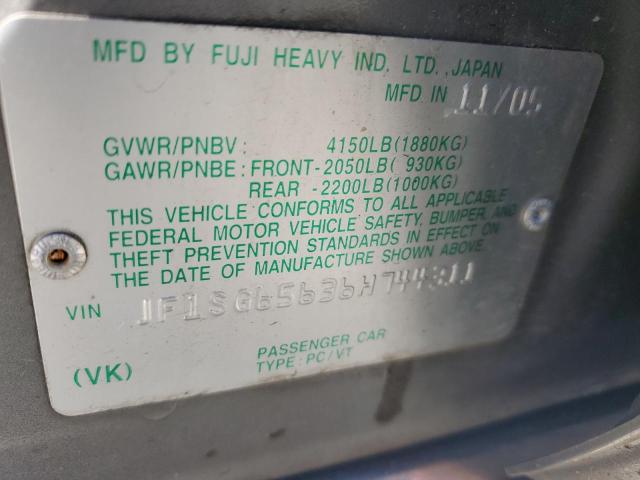 MFD BY FUJI HEAVY IND. LTD., JAPAN
MFD IN 11/05
GVWR/PNBV : 4150LB(1880KG)
GAWR/PNBE : FRONT-2050LB( 930KG)
REAR -2200LB(1000KG)
THIS VEHICLE CONFORMS TO ALL APPLICABLE
FEDERAL MOTOR VEHICLE SAFETY, BUMPER, AND
THEFT PREVENTION STANDARDS IN EFFECT ON
THE DATE OF MANUFACTURE SHOWN ABOVE.
VIN JF1SG65636H744311
PASSENGER CAR
(VK) TYPE:PC/VT